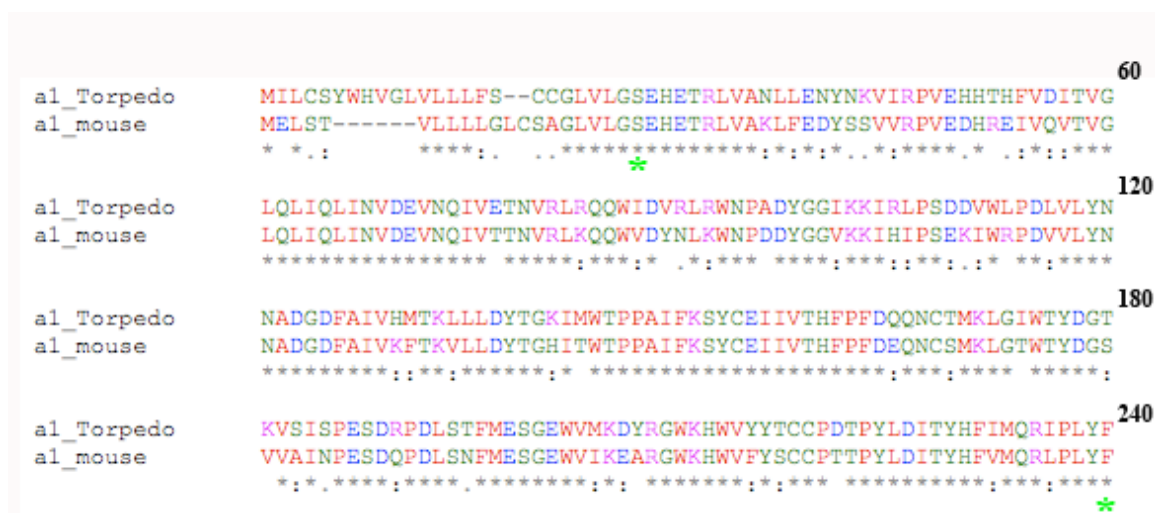 60
a1_Torpedo MILCSYWHVGLVLLLFS--CCGLVLGSEHETRLVANLLENYNKVIRPVEHHTHFVDITVG
a1_mouse MELST------VLLLLGLCSAGLVLGSEHETRLVAKLFEDYSSVVRPVEDHREIVQVTVG
* *.:      ****:.  ..*************:*:*:*..*:****.* .:*::***
*
120
a1_Torpedo LQLIQLINVDEVNQIVETNVRLRQQWIDVRLRWNPADYGGIKKIRLPSDDVWLPDLVLYN
a1_mouse LQLIQLINVDEVNQIVTTNVRLKQQWVDYNLKWNPDDYGGVKKIHIPSEKIWRPDVVLYN
**************** *****:***:* .*:*** ****:***::**:.:* **:****
180
a1_Torpedo NADGDFAIVHMTKLLLDYTGKIMWTPPAIFKSYCEIIVTHFPFDQQNCTMKLGIWTYDGT
a1_mouse NADGDFAIVKFTKVLLDYTGHITWTPPAIFKSYCEIIVTHFPFDEQNCSMKLGTWTYDGS
*********::**:******:* *********************:***:**** *****:
240
a1_Torpedo KVSISPESDRPDLSTFMESGEWVMKDYRGWKHWVYYTCCPDTPYLDITYHFIMQRIPLYF
a1_mouse VVAINPESDQPDLSNFMESGEWVIKEARGWKHWVFYSCCPTTPYLDITYHFVMQRLPLYF
*:*.****:****.********:*: *******:*:*** **********:***:****
*